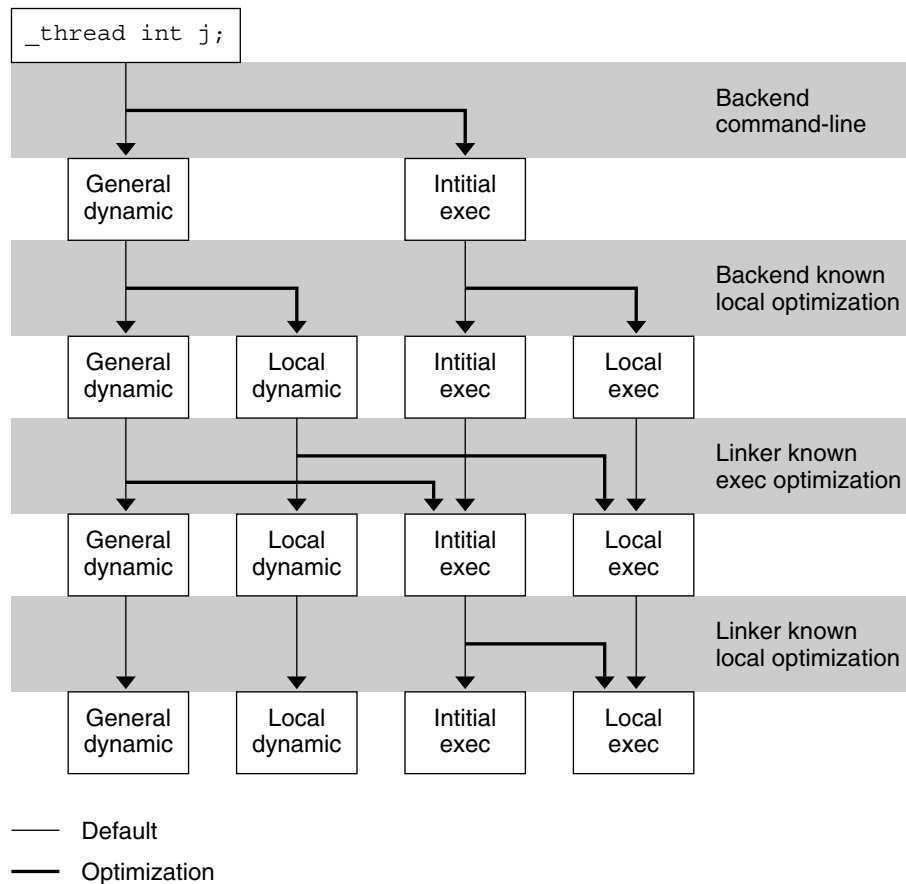 _thread int j;
Backend
command-line
General
dynamic
Intitial
exec
Backend known
local optimization
General
dynamic
Local
dynamic
Intitial
exec
Local
exec
Linker known
exec optimization
General
dynamic
Local
dynamic
Intitial
exec
Local
exec
Linker known
local optimization
General
dynamic
Local
dynamic
Intitial
exec
Local
exec
Default
Optimization